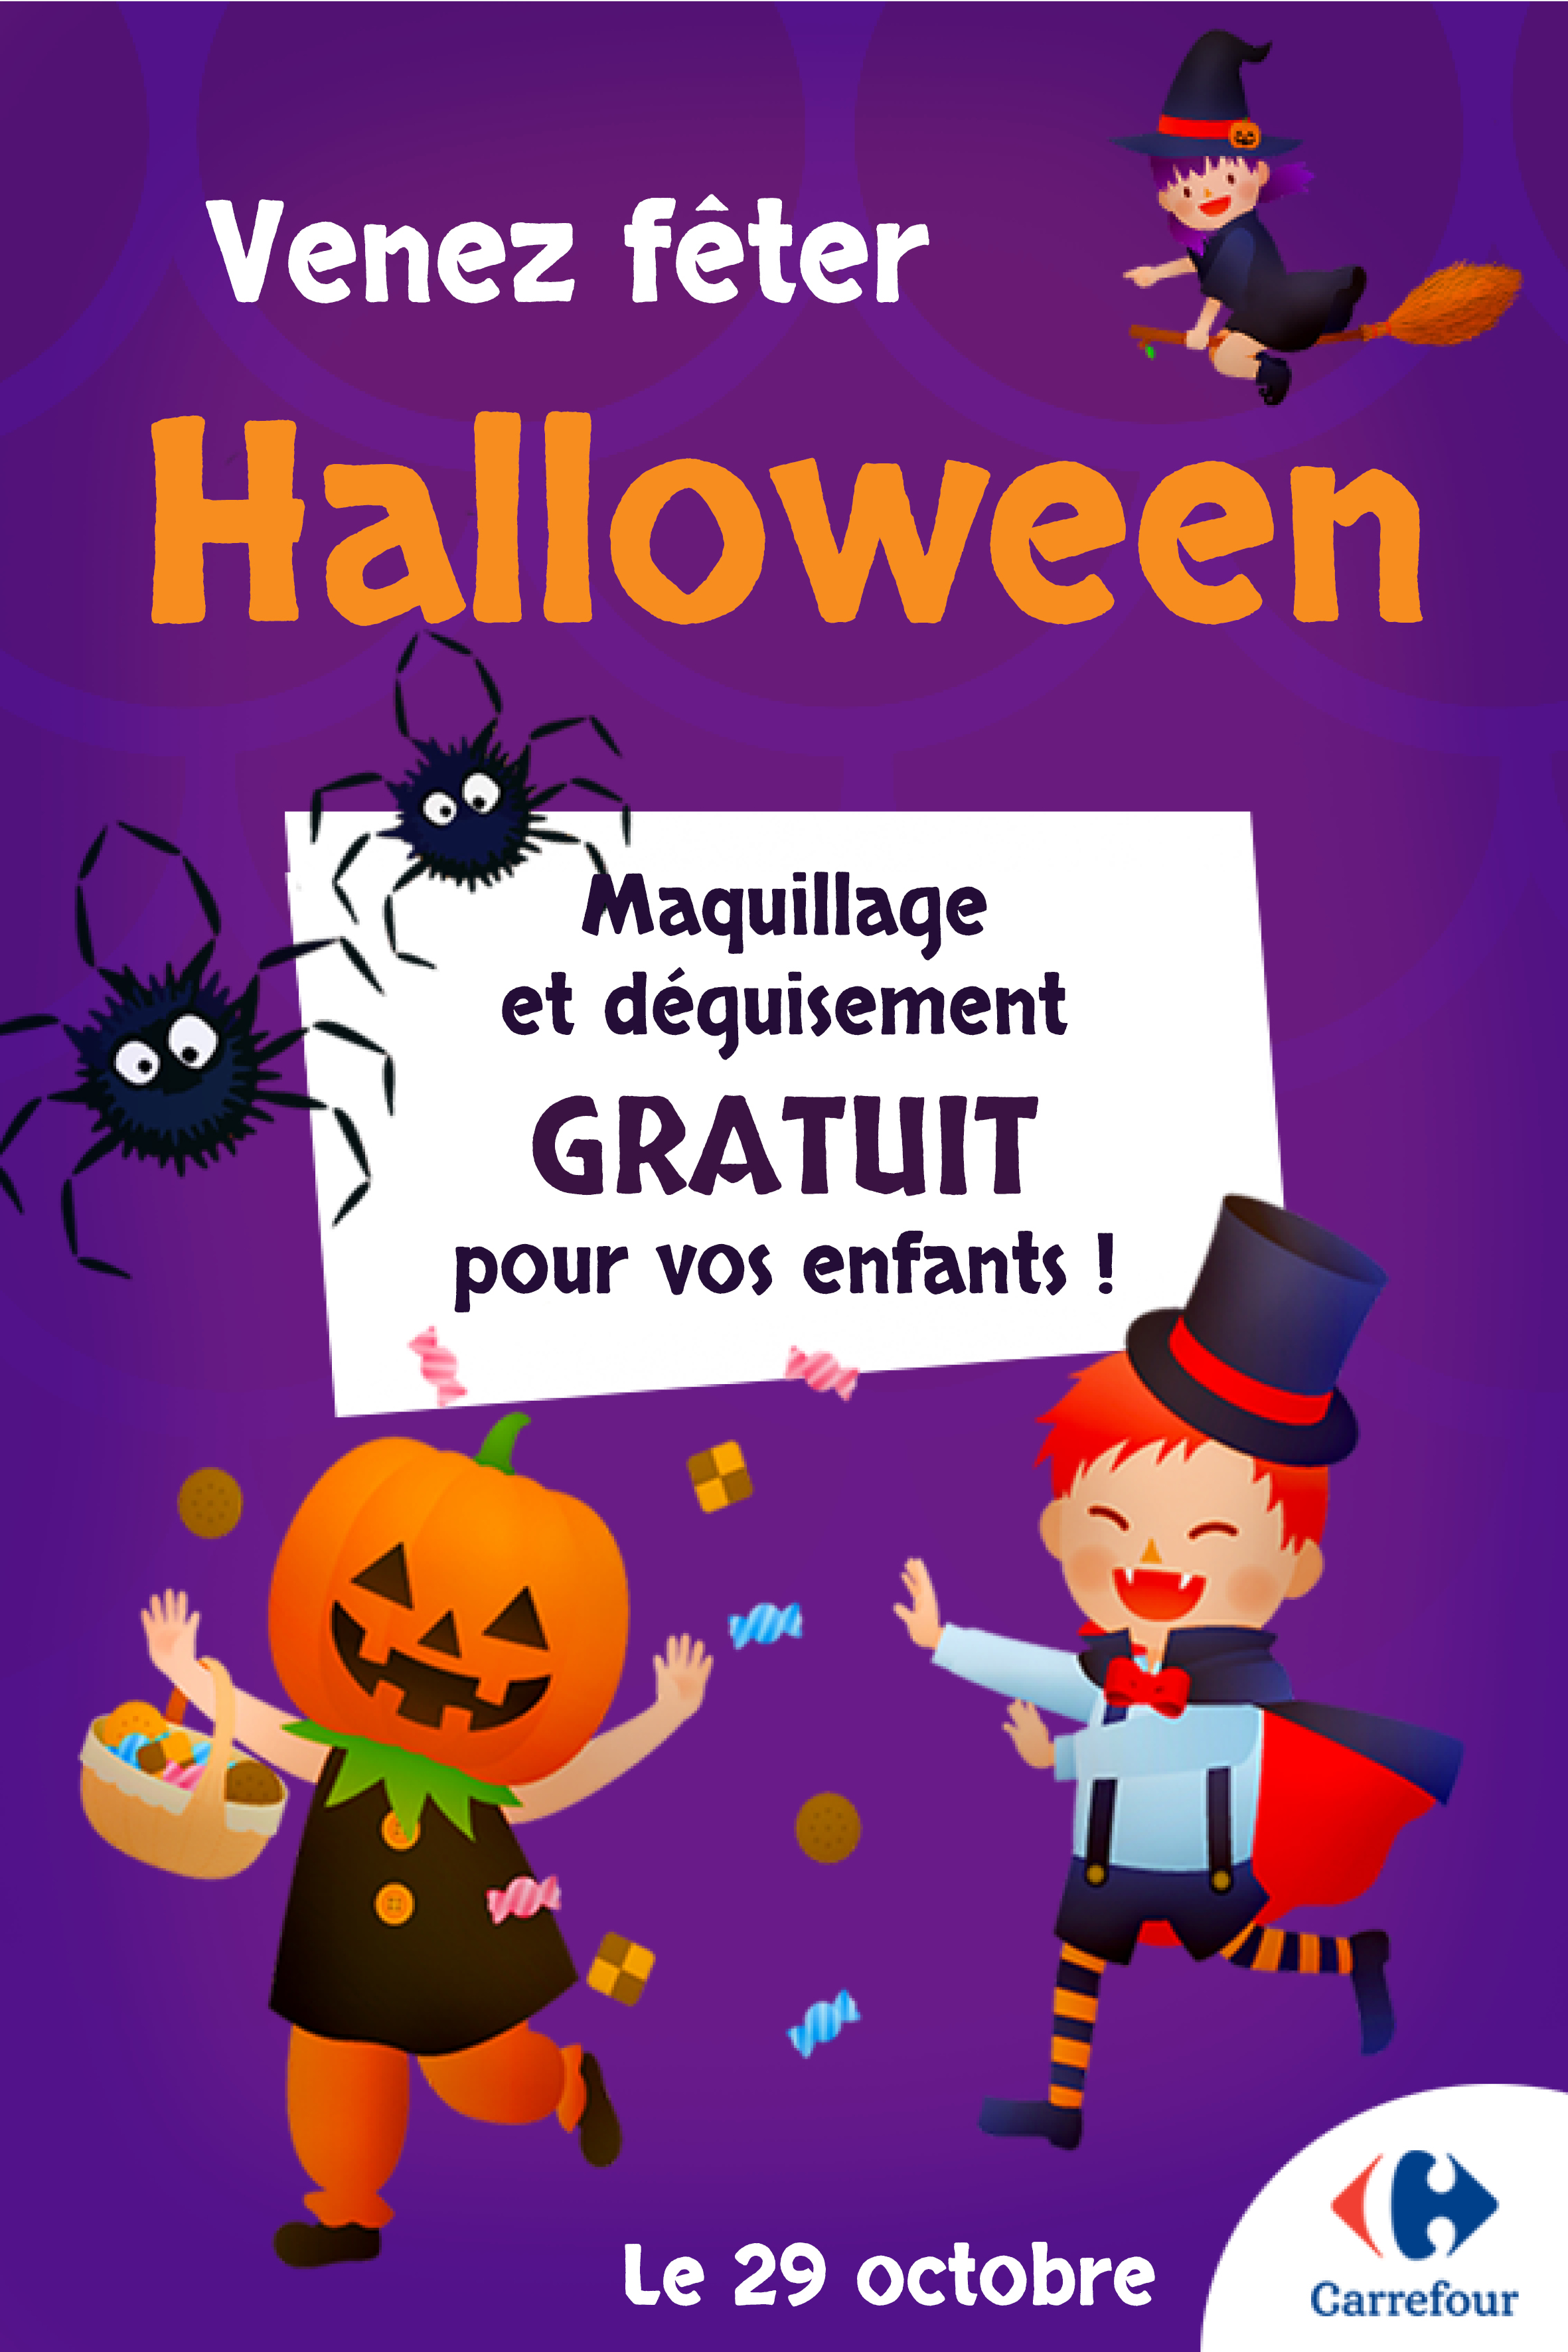 Venez fêter
Halloween
Maquillage
et déguisement
GRATUIT
pour vos enfants !
Le 29 octobre
Carrefour